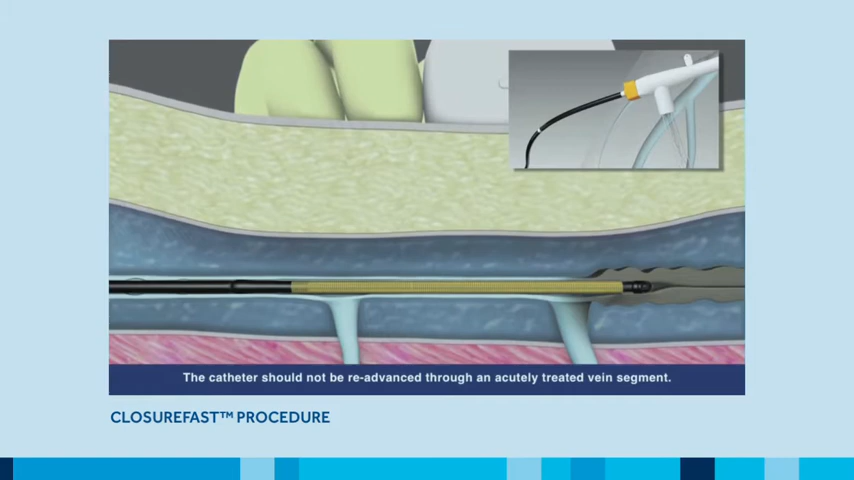 The catheter should not be re-advanced through an acutely treated vein segment.
CLOSUREFAST™ PROCEDURE